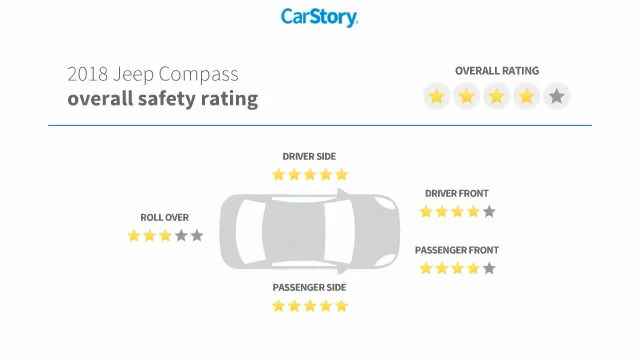 CarStory.
2018 Jeep Compass
overall safety rating
OVERALL RATING
DRIVER SIDE
DRIVER FRONT
ROLL OVER
PASSENGER FRONT
PASSENGER SIDE